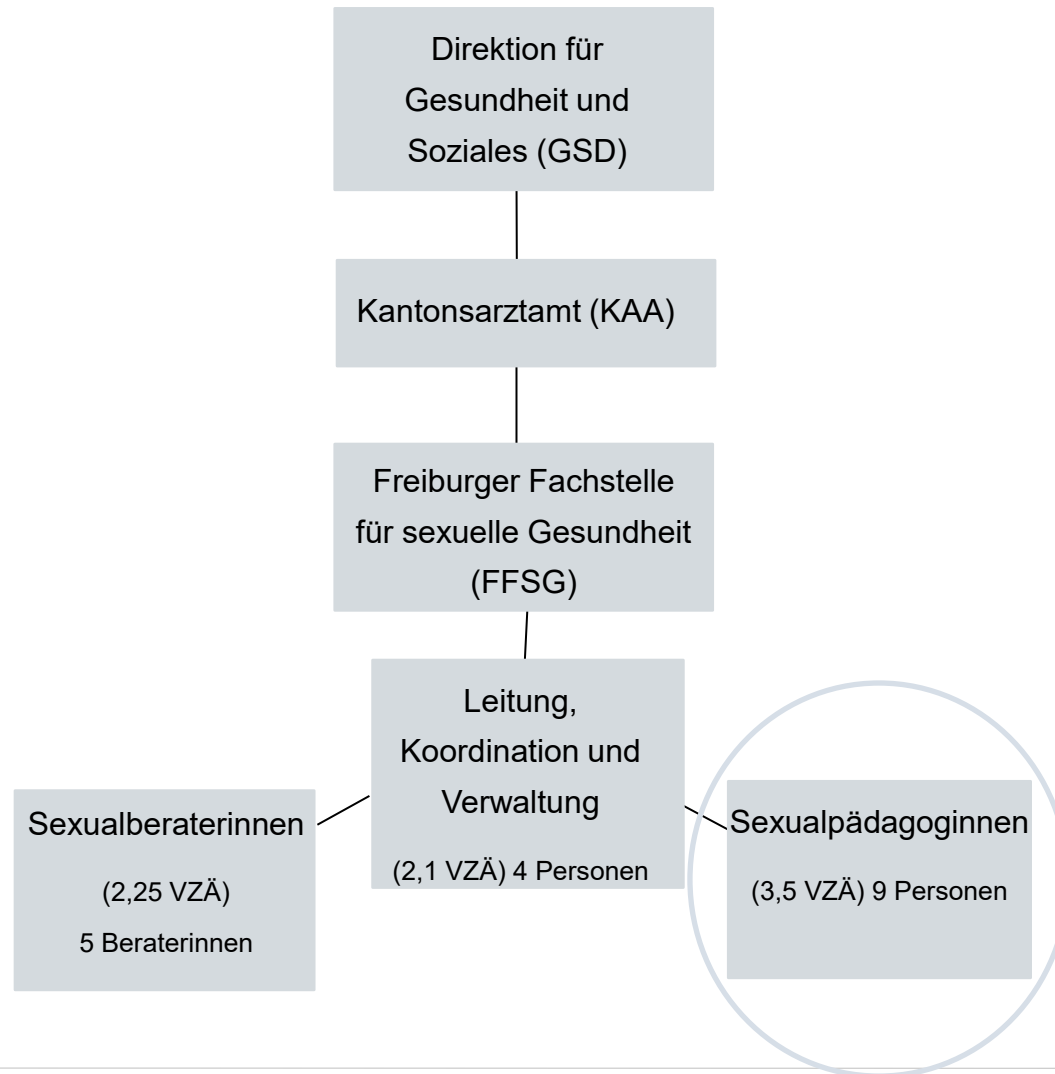 Direktion für
Gesundheit und
Soziales (GSD)
Kantonsarztamt (KAA)
Freiburger Fachstelle
für sexuelle Gesundheit
(FFSG)
Leitung,
Koordination und
Verwaltung
(2,1 VZÄ) 4 Personen
Sexualberaterinnen
(2,25 VZÄ)
5 Beraterinnen
Sexualpädagoginnen
(3,5 VZÄ) 9 Personen